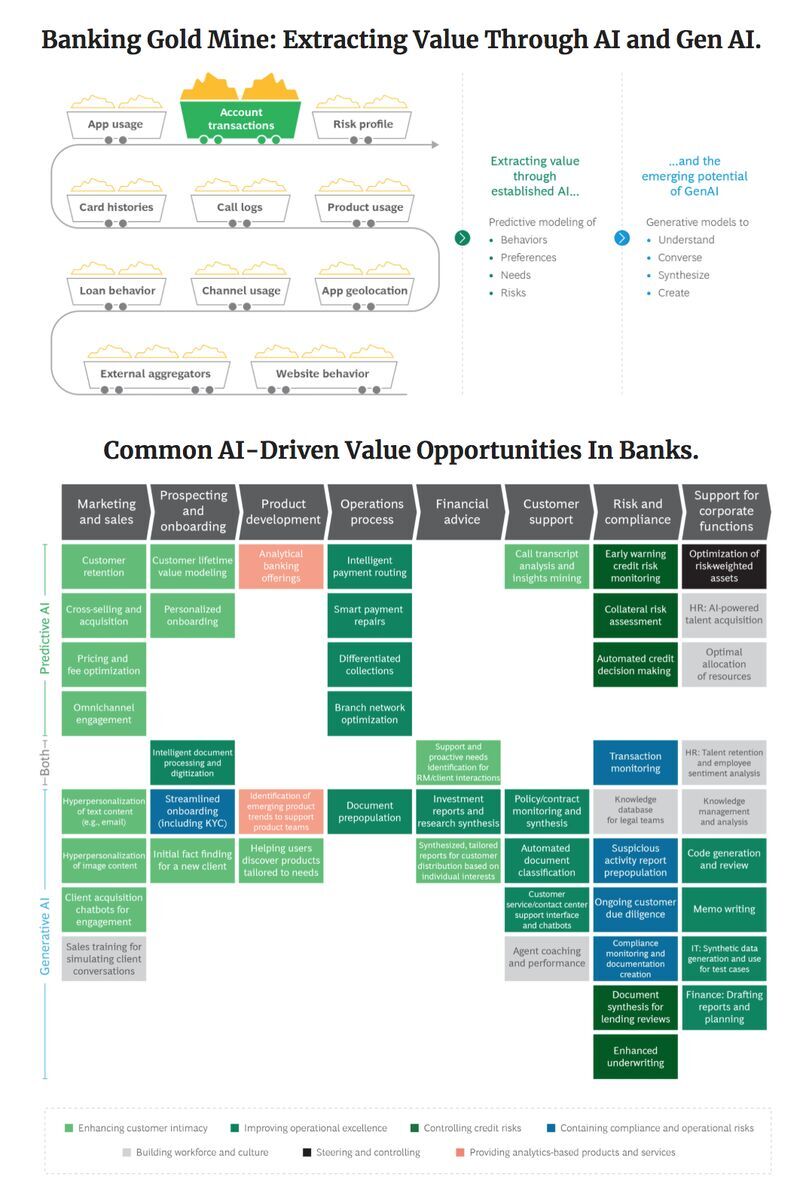 Banking Gold Mine: Extracting Value Through AI and Gen AI.
App usage
Account
transactions
Risk profile
Card histories
Call logs
Product usage
Loan behavior
Channel usage
App geolocation
External aggregators
Website behavior
Extracting value
through
established AI...
Predictive modeling of
• Behaviors
• Preferences
• Needs
• Risks
...and the
emerging potential
of GenAI
Generative models to
• Understand
• Converse
• Synthesize
• Create
Common AI-Driven Value Opportunities In Banks.
Marketing
and sales
Prospecting
and
onboarding
Product
development
Operations
process
Financial
advice
Customer
support
Risk and
compliance
Support for
corporate
functions
Predictive AI
Customer
retention
Customer lifetime
value modeling
Analytical
banking
offerings
Intelligent
payment routing
Call transcript
analysis and
insights mining
Early warning
credit risk
monitoring
Optimization of
risk-weighted
assets
Cross-selling and
acquisition
Personalized
onboarding
Smart payment
repairs
Collateral risk
assessment
HR: AI-powered
talent acquisition
Pricing and
fee optimization
Differentiated
collections
Automated credit
decision making
Optimal
allocation
of resources
Omnichannel
engagement
Branch network
optimization
Both
Intelligent document
processing and
digitization
Support and
proactive needs
identification for
RM/client interactions
Transaction
monitoring
HR: Talent retention
and employee
sentiment analysis
Generative AI
Hyperpersonalization
of text content
(e.g., email)
Streamlined
onboarding
(including KYC)
Identification of
emerging product
trends to support
product teams
Document
prepopulation
Investment
reports and
research synthesis
Policy/contract
monitoring and
synthesis
Knowledge
database
for legal teams
Knowledge
management
and analysis
Hyperpersonalization
of image content
Initial fact finding
for a new client
Helping users
discover products
tailored to needs
Synthesized, tailored
reports for customer
distribution based on
individual interests
Automated
document
classification
Suspicious
activity report
prepopulation
Code generation
and review
Client acquisition
chatbots for
engagement
Customer
service/contact center
support interface
and chatbots
Ongoing customer
due diligence
Memo writing
Sales training for
simulating client
conversations
Agent coaching
and performance
Compliance
monitoring and
documentation
creation
IT: Synthetic data
generation and use
for test cases
Document
synthesis for
lending reviews
Finance: Drafting
reports and
planning
Enhanced
underwriting
Enhancing customer intimacy
Improving operational excellence
Controlling credit risks
Containing compliance and operational risks
Building workforce and culture
Steering and controlling
Providing analytics-based products and services